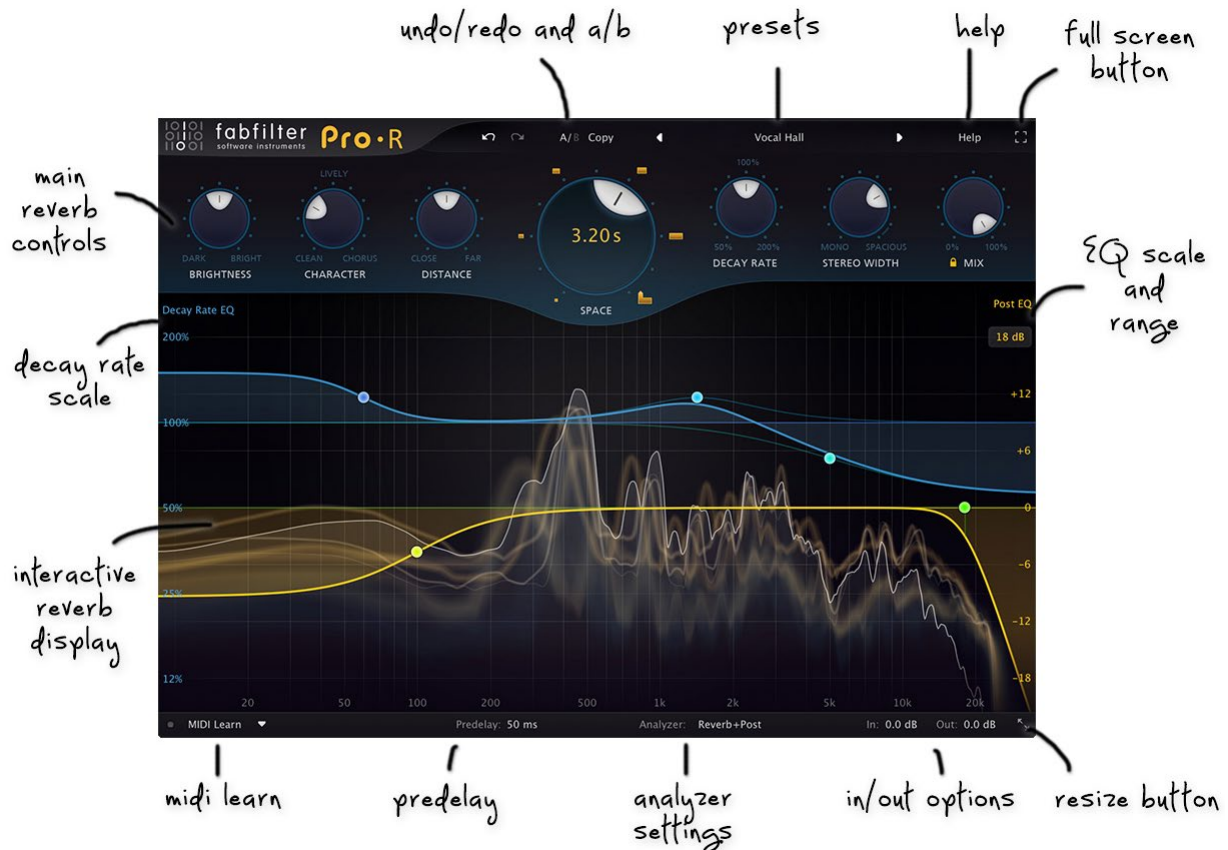 undo/redo and a/b
presets
help
full screen
button
fabfilter
software instruments
Pro·R
A/B Copy
Vocal Hall
Help
main
reverb
controls
LIVELY
100%
3.20 s
DARK BRIGHT
BRIGHTNESS
CLEAN CHORUS
CHARACTER
CLOSE FAR
DISTANCE
SPACE
50% 200%
DECAY RATE
MONO SPACIOUS
STEREO WIDTH
0% 100%
MIX
EQ scale
and
range
Decay Rate EQ
Post EQ
200%
18 dB
decay rate
scale
+12
100%
+6
50%
0
interactive
reverb
display
-6
25%
-12
12%
-18
20 50 100 200 500 1k 2k 5k 10k 20k
MIDI Learn
Predelay: 50 ms
Analyzer: Reverb+Post
In: 0.0 dB Out: 0.0 dB
midi learn
predelay
analyzer
settings
in/out options
resize button